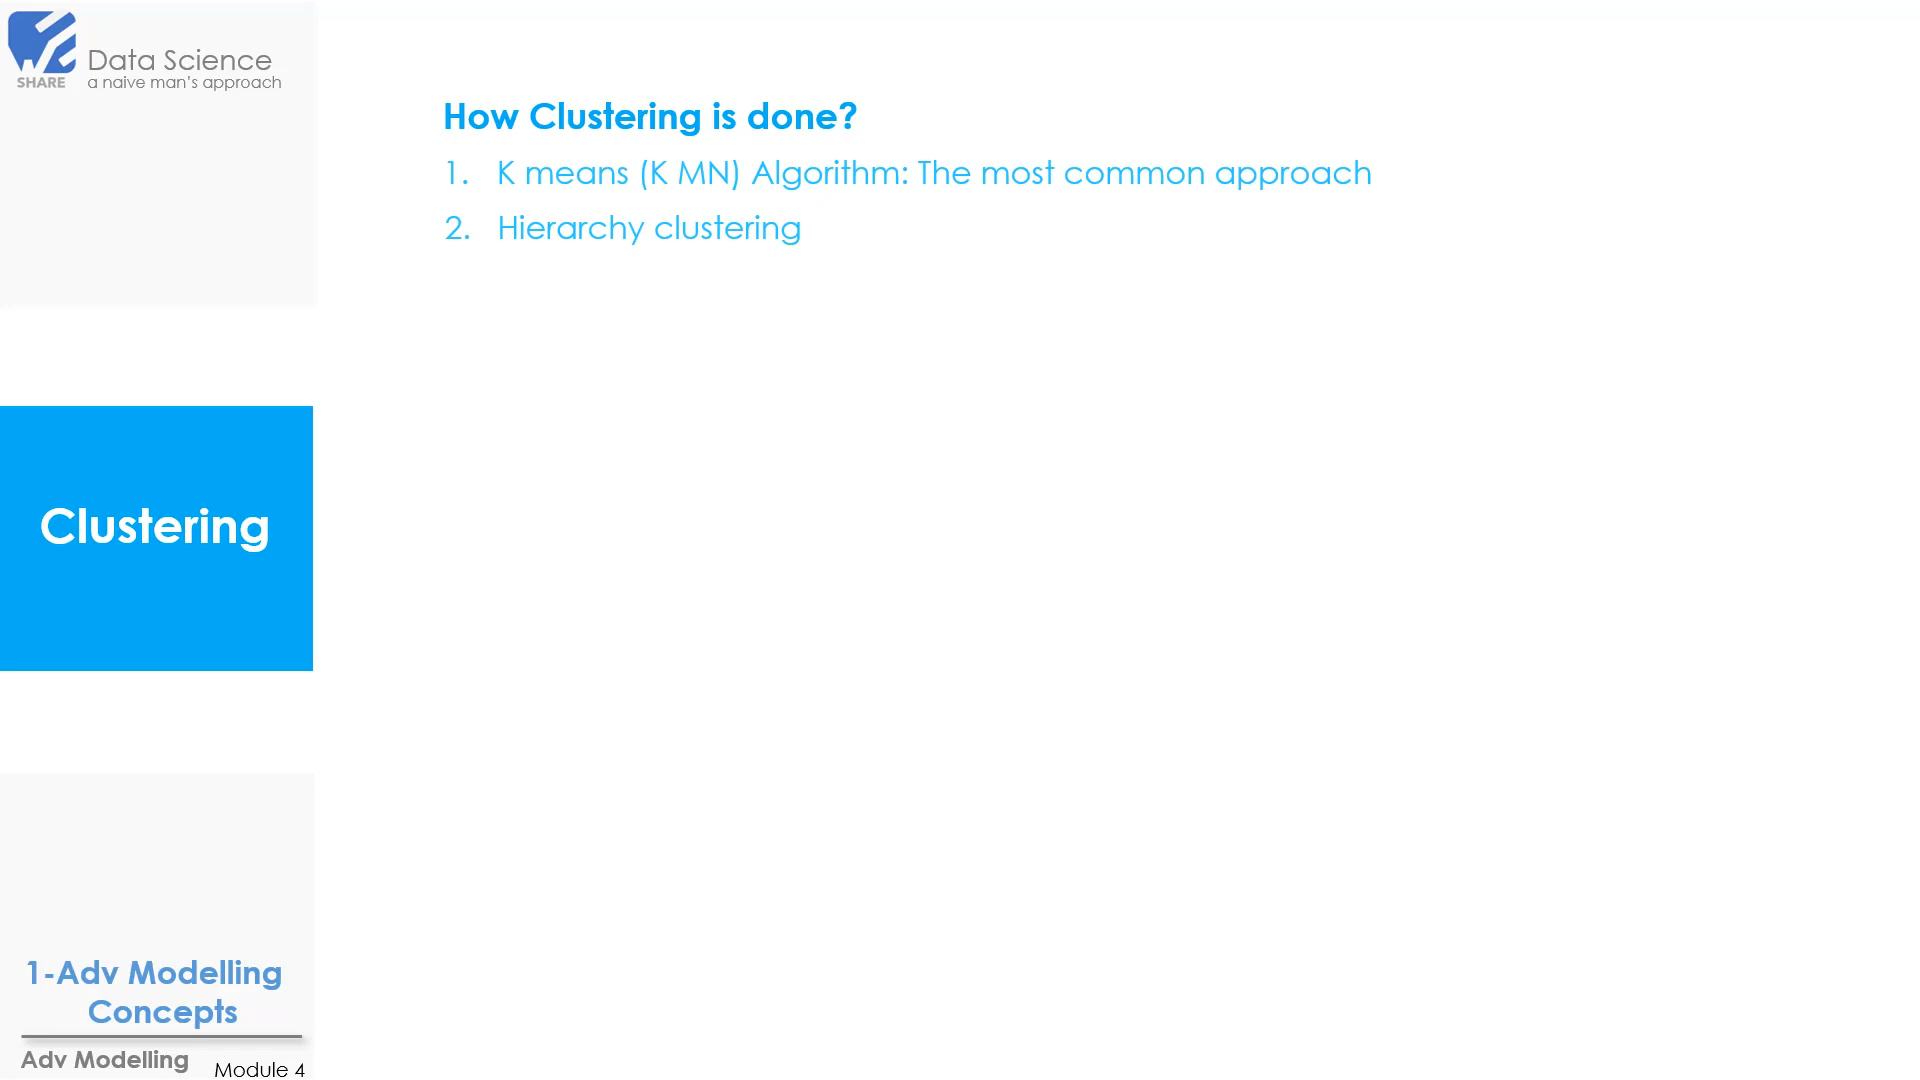 SHARE
Data Science
a naive man's approach
How Clustering is done?
1. K means (K MN) Algorithm: The most common approach
2. Hierarchy clustering
Clustering
1-Adv Modelling
Concepts
Adv Modelling
Module 4